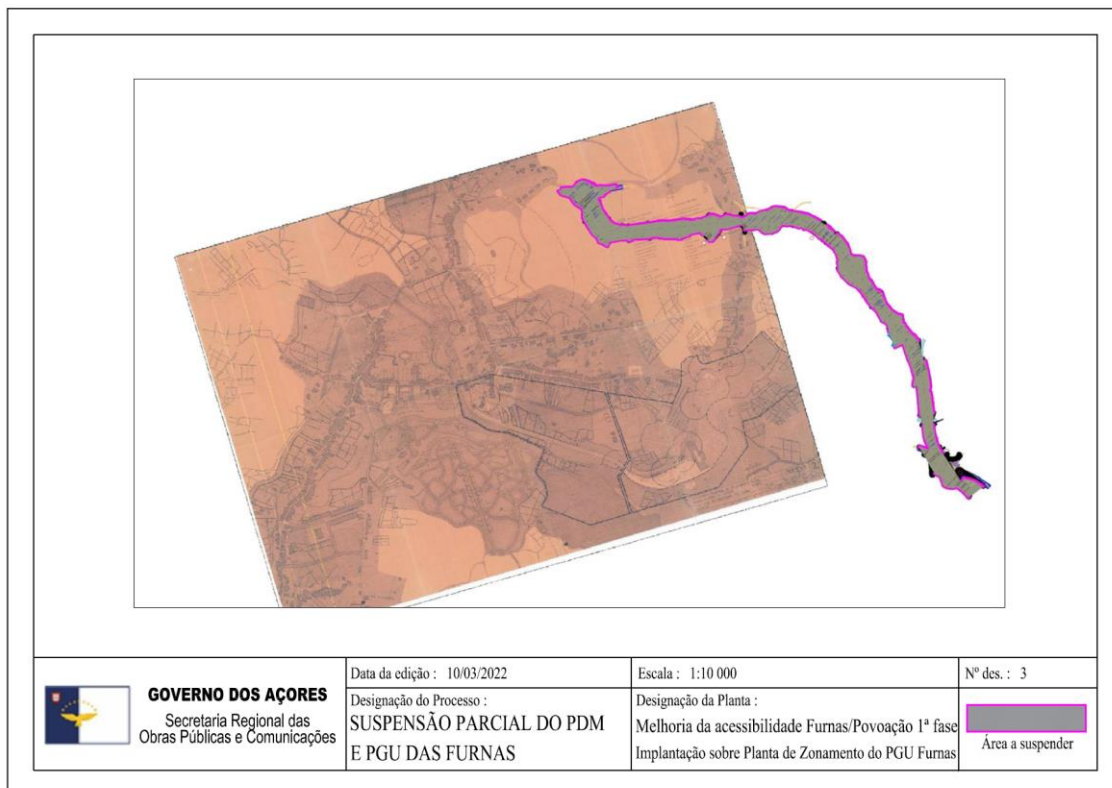 GOVERNO DOS AÇORES
Secretaria Regional das
Obras Públicas e Comunicações
Data da edição : 10/03/2022
Designação do Processo :
SUSPENSÃO PARCIAL DO PDM
E PGU DAS FURNAS
Escala : 1:10 000
Designação da Planta :
Melhoria da acessibilidade Furnas/Povoação 1ª fase
Implantação sobre Planta de Zonamento do PGU Furnas
Nº des. : 3
Área a suspender